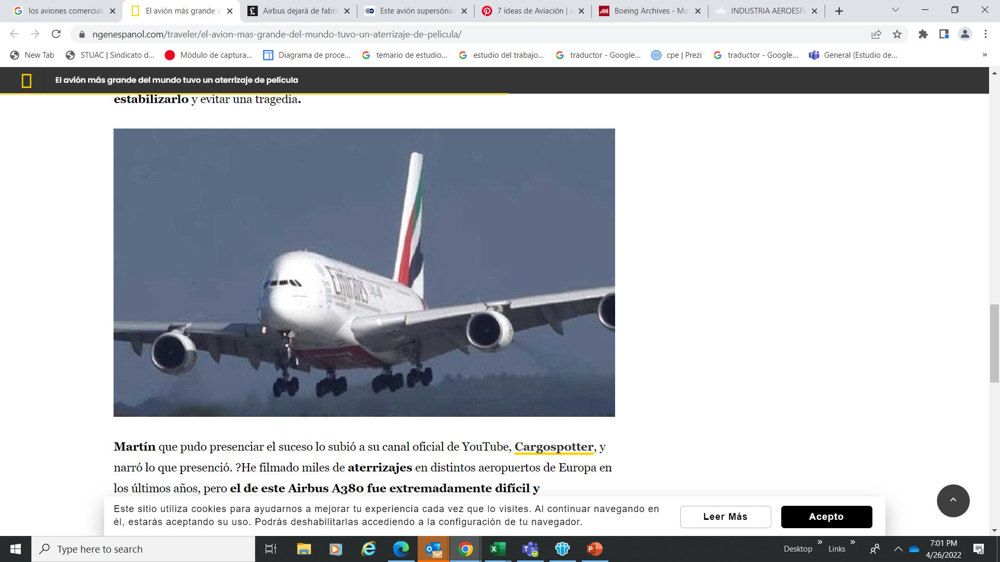 los aviones comercial
El avión más grande d
Airbus dejará de fabri
Este avión supersónic
7 ideas de Aviación | a
Boeing Archives - Mo
INDUSTRIA AEROESP
ngenespanol.com/traveler/el-avion-mas-grande-del-mundo-tuvo-un-aterrizaje-de-pelicula/
New Tab
STUAC | Sindicato d...
Módulo de captura...
Diagrama de proce...
temario de estudio...
estudio del trabajo...
traductor - Google...
cpe | Prezi
traductor - Google...
General (Estudio de...
»
El avión más grande del mundo tuvo un aterrizaje de película
estabilizarlo y evitar una tragedia.
Emirates
Martín que pudo presenciar el suceso lo subió a su canal oficial de YouTube, Cargospotter, y
narró lo que presenció. ?He filmado miles de aterrizajes en distintos aeropuertos de Europa en
los últimos años, pero el de este Airbus A380 fue extremadamente difícil y
Este sitio utiliza cookies para ayudarnos a mejorar tu experiencia cada vez que lo visites. Al continuar navegando en
él, estarás aceptando su uso. Podrás deshabilitarlas accediendo a la configuración de tu navegador.
Leer Más
Acepto
Type here to search
Desktop
»
Links
»
7:01 PM
4/26/2022